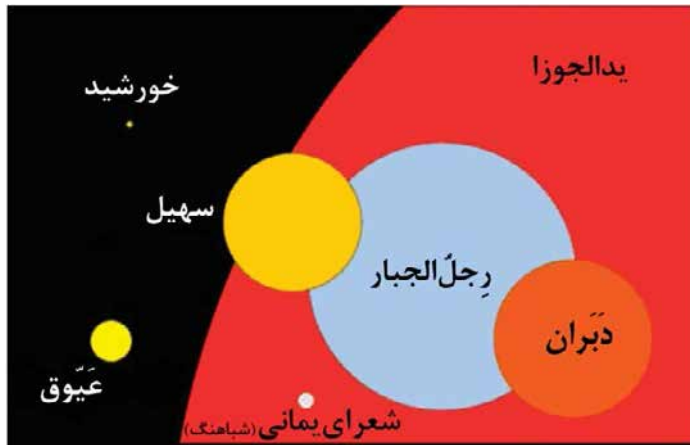 یدالجوزا
خورشید
سهیل
رِجلُ‌الجبار
دَبَران
عَیّوق
شعرای یمانی (شباهنگ)